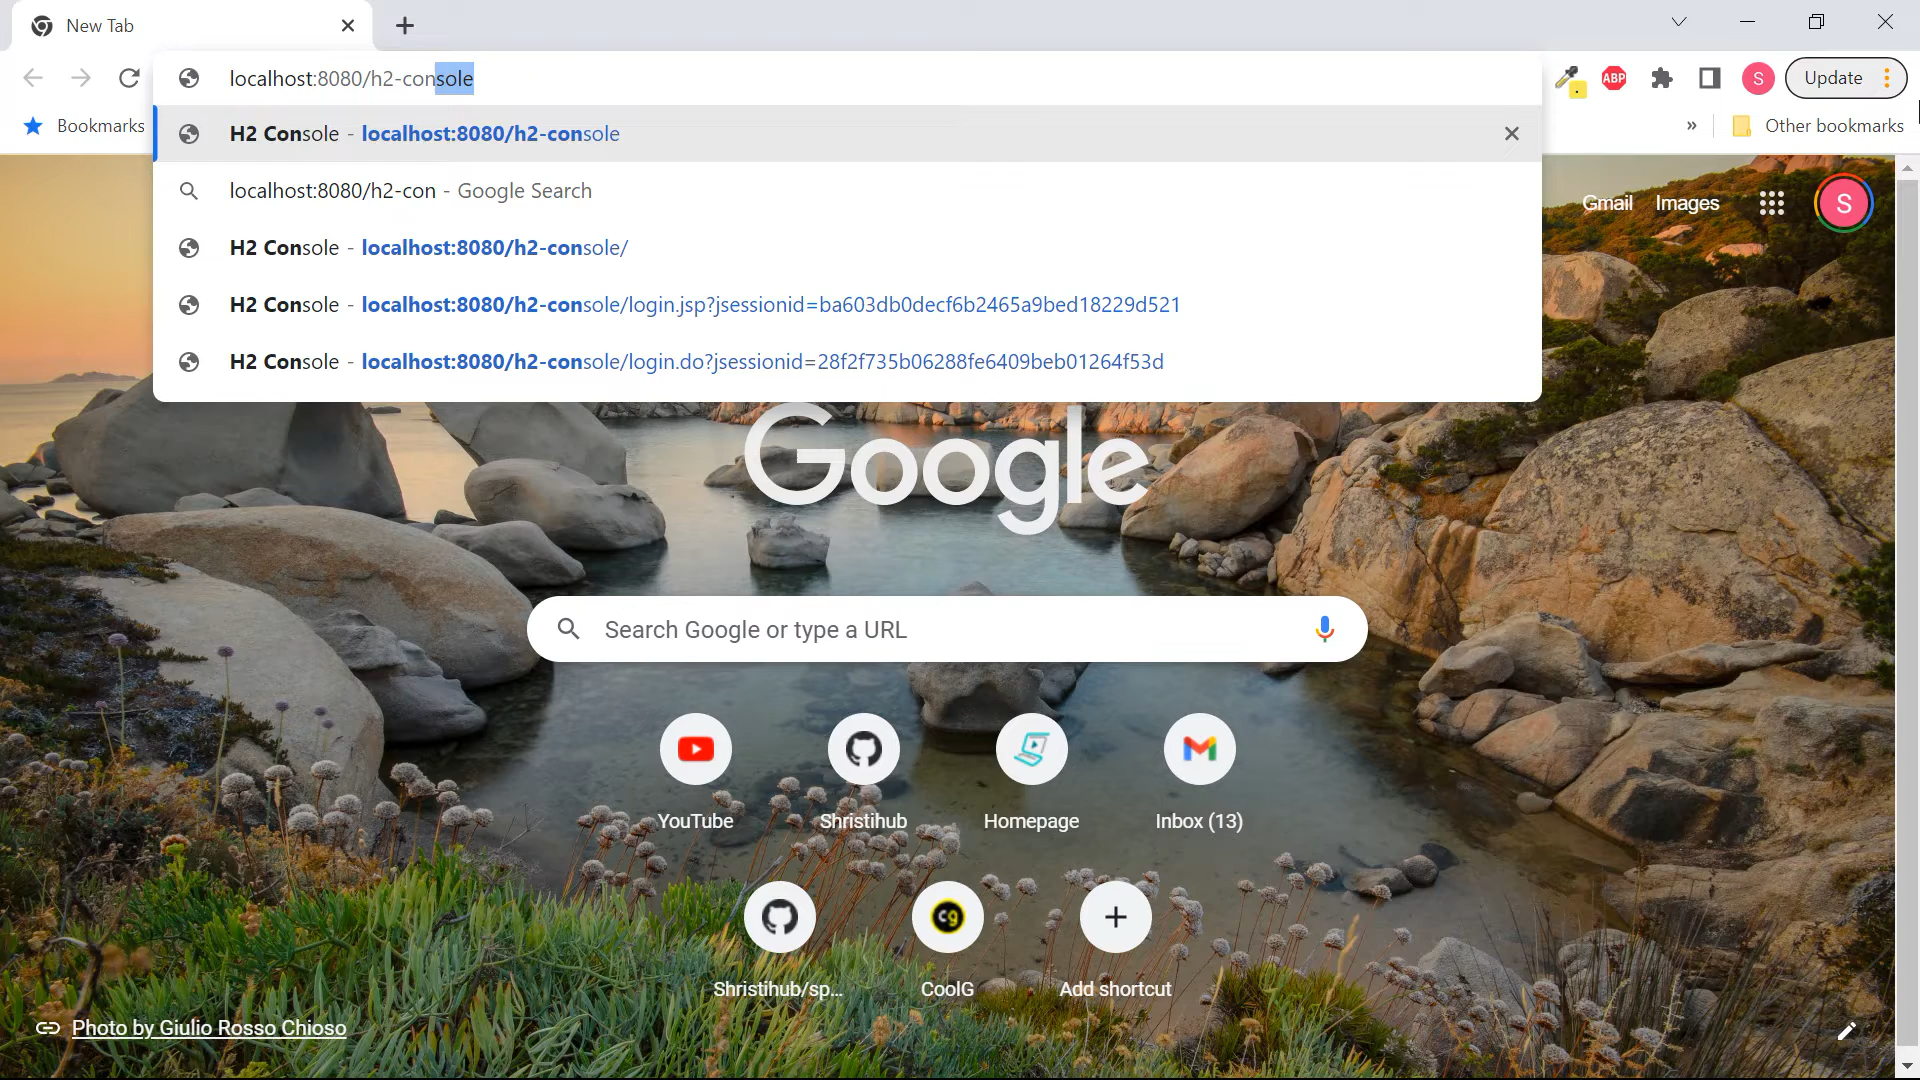 New Tab
localhost:8080/h2-console
ABP
S
Update
Bookmarks
H2 Console - localhost:8080/h2-console
»
Other bookmarks
localhost:8080/h2-con - Google Search
Gmail
Images
S
H2 Console - localhost:8080/h2-console/
H2 Console - localhost:8080/h2-console/login.jsp?jsessionid=ba603db0decf6b2465a9bed18229d521
H2 Console - localhost:8080/h2-console/login.do?jsessionid=28f2f735b06288fe6409beb01264f53d
Google
Search Google or type a URL
YouTube
Shristihub
Homepage
Inbox (13)
cg
Shristihub/sp...
CoolG
Add shortcut
Photo by Giulio Rosso Chioso